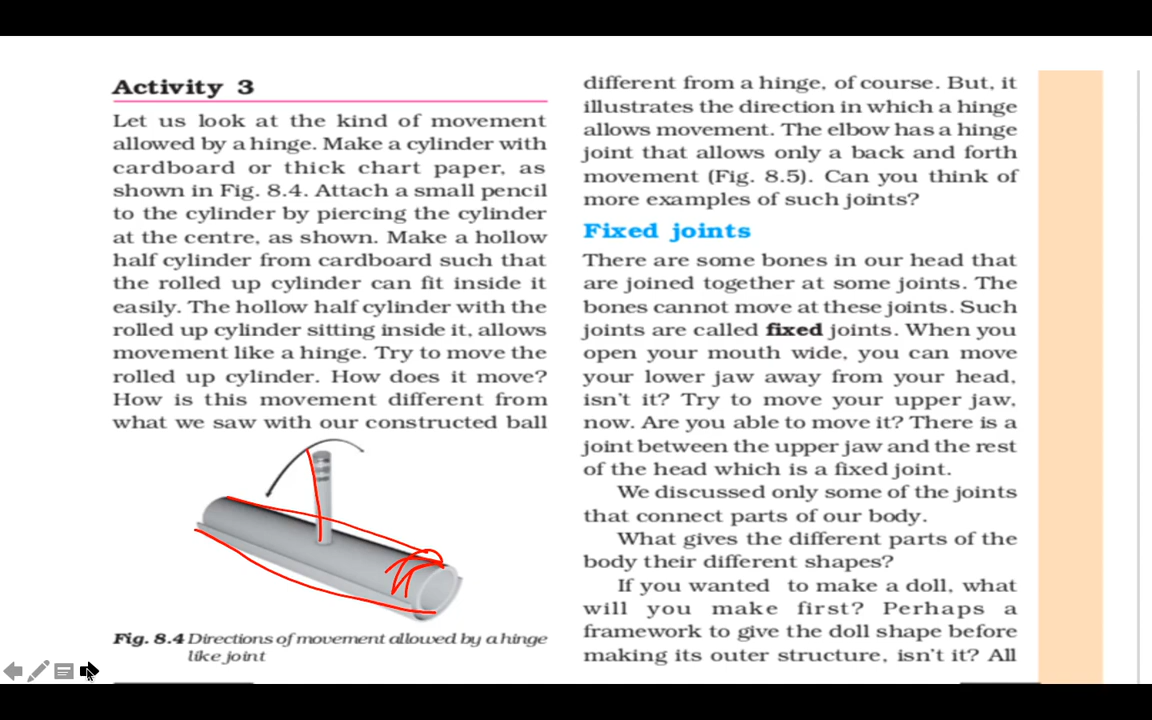 Activity 3
Let us look at the kind of movement
allowed by a hinge. Make a cylinder with
cardboard or thick chart paper, as
shown in Fig. 8.4. Attach a small pencil
to the cylinder by piercing the cylinder
at the centre, as shown. Make a hollow
half cylinder from cardboard such that
the rolled up cylinder can fit inside it
easily. The hollow half cylinder with the
rolled up cylinder sitting inside it, allows
movement like a hinge. Try to move the
rolled up cylinder. How does it move?
How is this movement different from
what we saw with our constructed ball
Fig. 8.4 Directions of movement allowed by a hinge
like joint
different from a hinge, of course. But, it
illustrates the direction in which a hinge
allows movement. The elbow has a hinge
joint that allows only a back and forth
movement (Fig. 8.5). Can you think of
more examples of such joints?
Fixed joints
There are some bones in our head that
are joined together at some joints. The
bones cannot move at these joints. Such
joints are called fixed joints. When you
open your mouth wide, you can move
your lower jaw away from your head,
isn't it? Try to move your upper jaw,
now. Are you able to move it? There is a
joint between the upper jaw and the rest
of the head which is a fixed joint.
We discussed only some of the joints
that connect parts of our body.
What gives the different parts of the
body their different shapes?
If you wanted to make a doll, what
will you make first? Perhaps a
framework to give the doll shape before
making its outer structure, isn't it? All